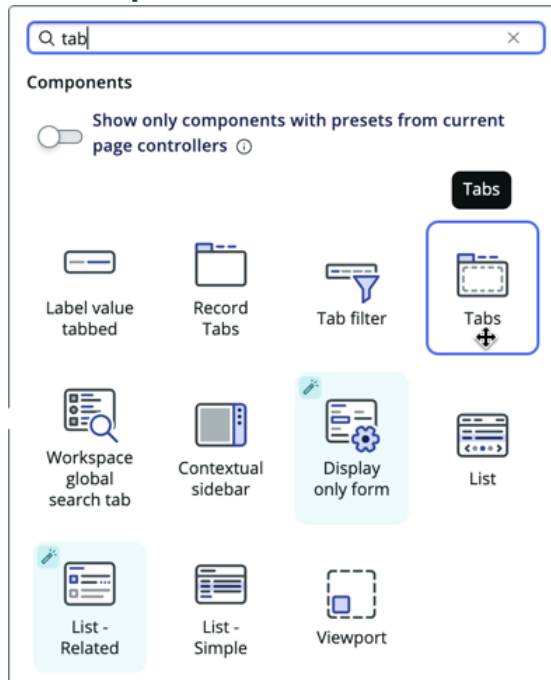 tab
Components
Show only components with presets from current
page controllers
Tabs
Label value
tabbed
Record
Tabs
Tab filter
Tabs
Workspace
global
search tab
Contextual
sidebar
Display
only form
List
List -
Related
List -
Simple
Viewport